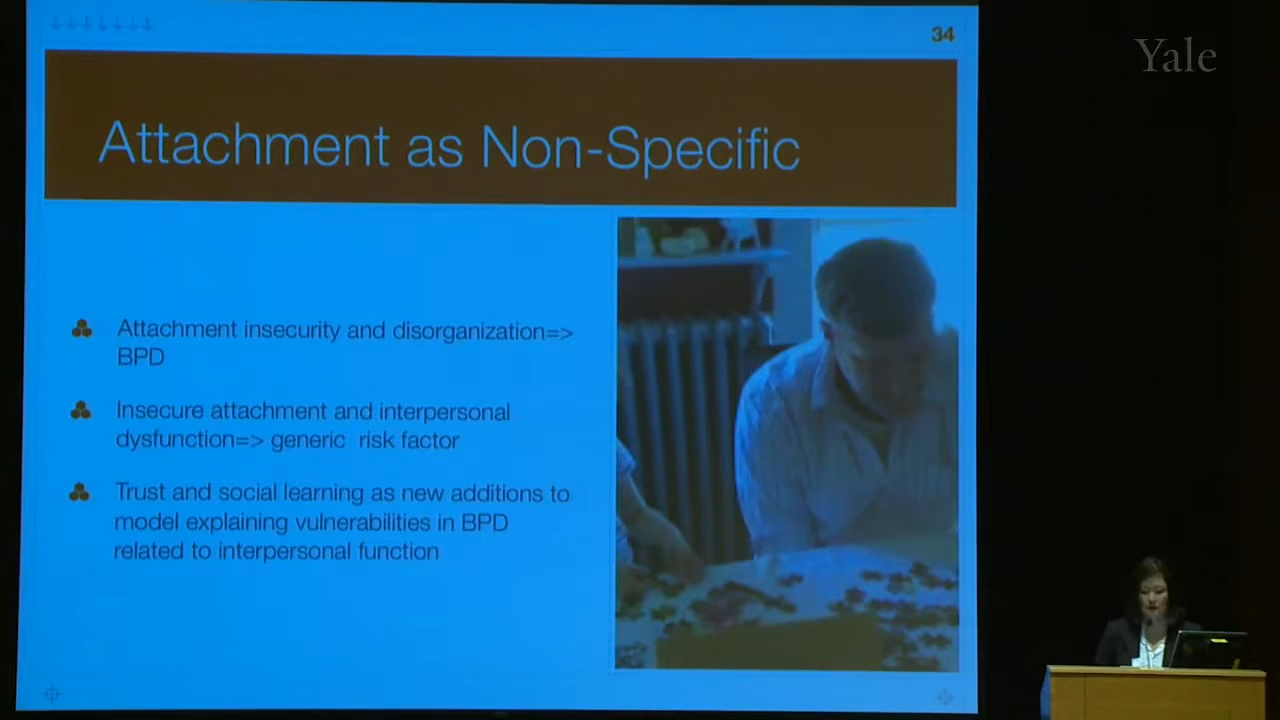 34
Yale
Attachment as Non-Specific
Attachment insecurity and disorganization=>
BPD
Insecure attachment and interpersonal
dysfunction=> generic risk factor
Trust and social learning as new additions to
model explaining vulnerabilities in BPD
related to interpersonal function